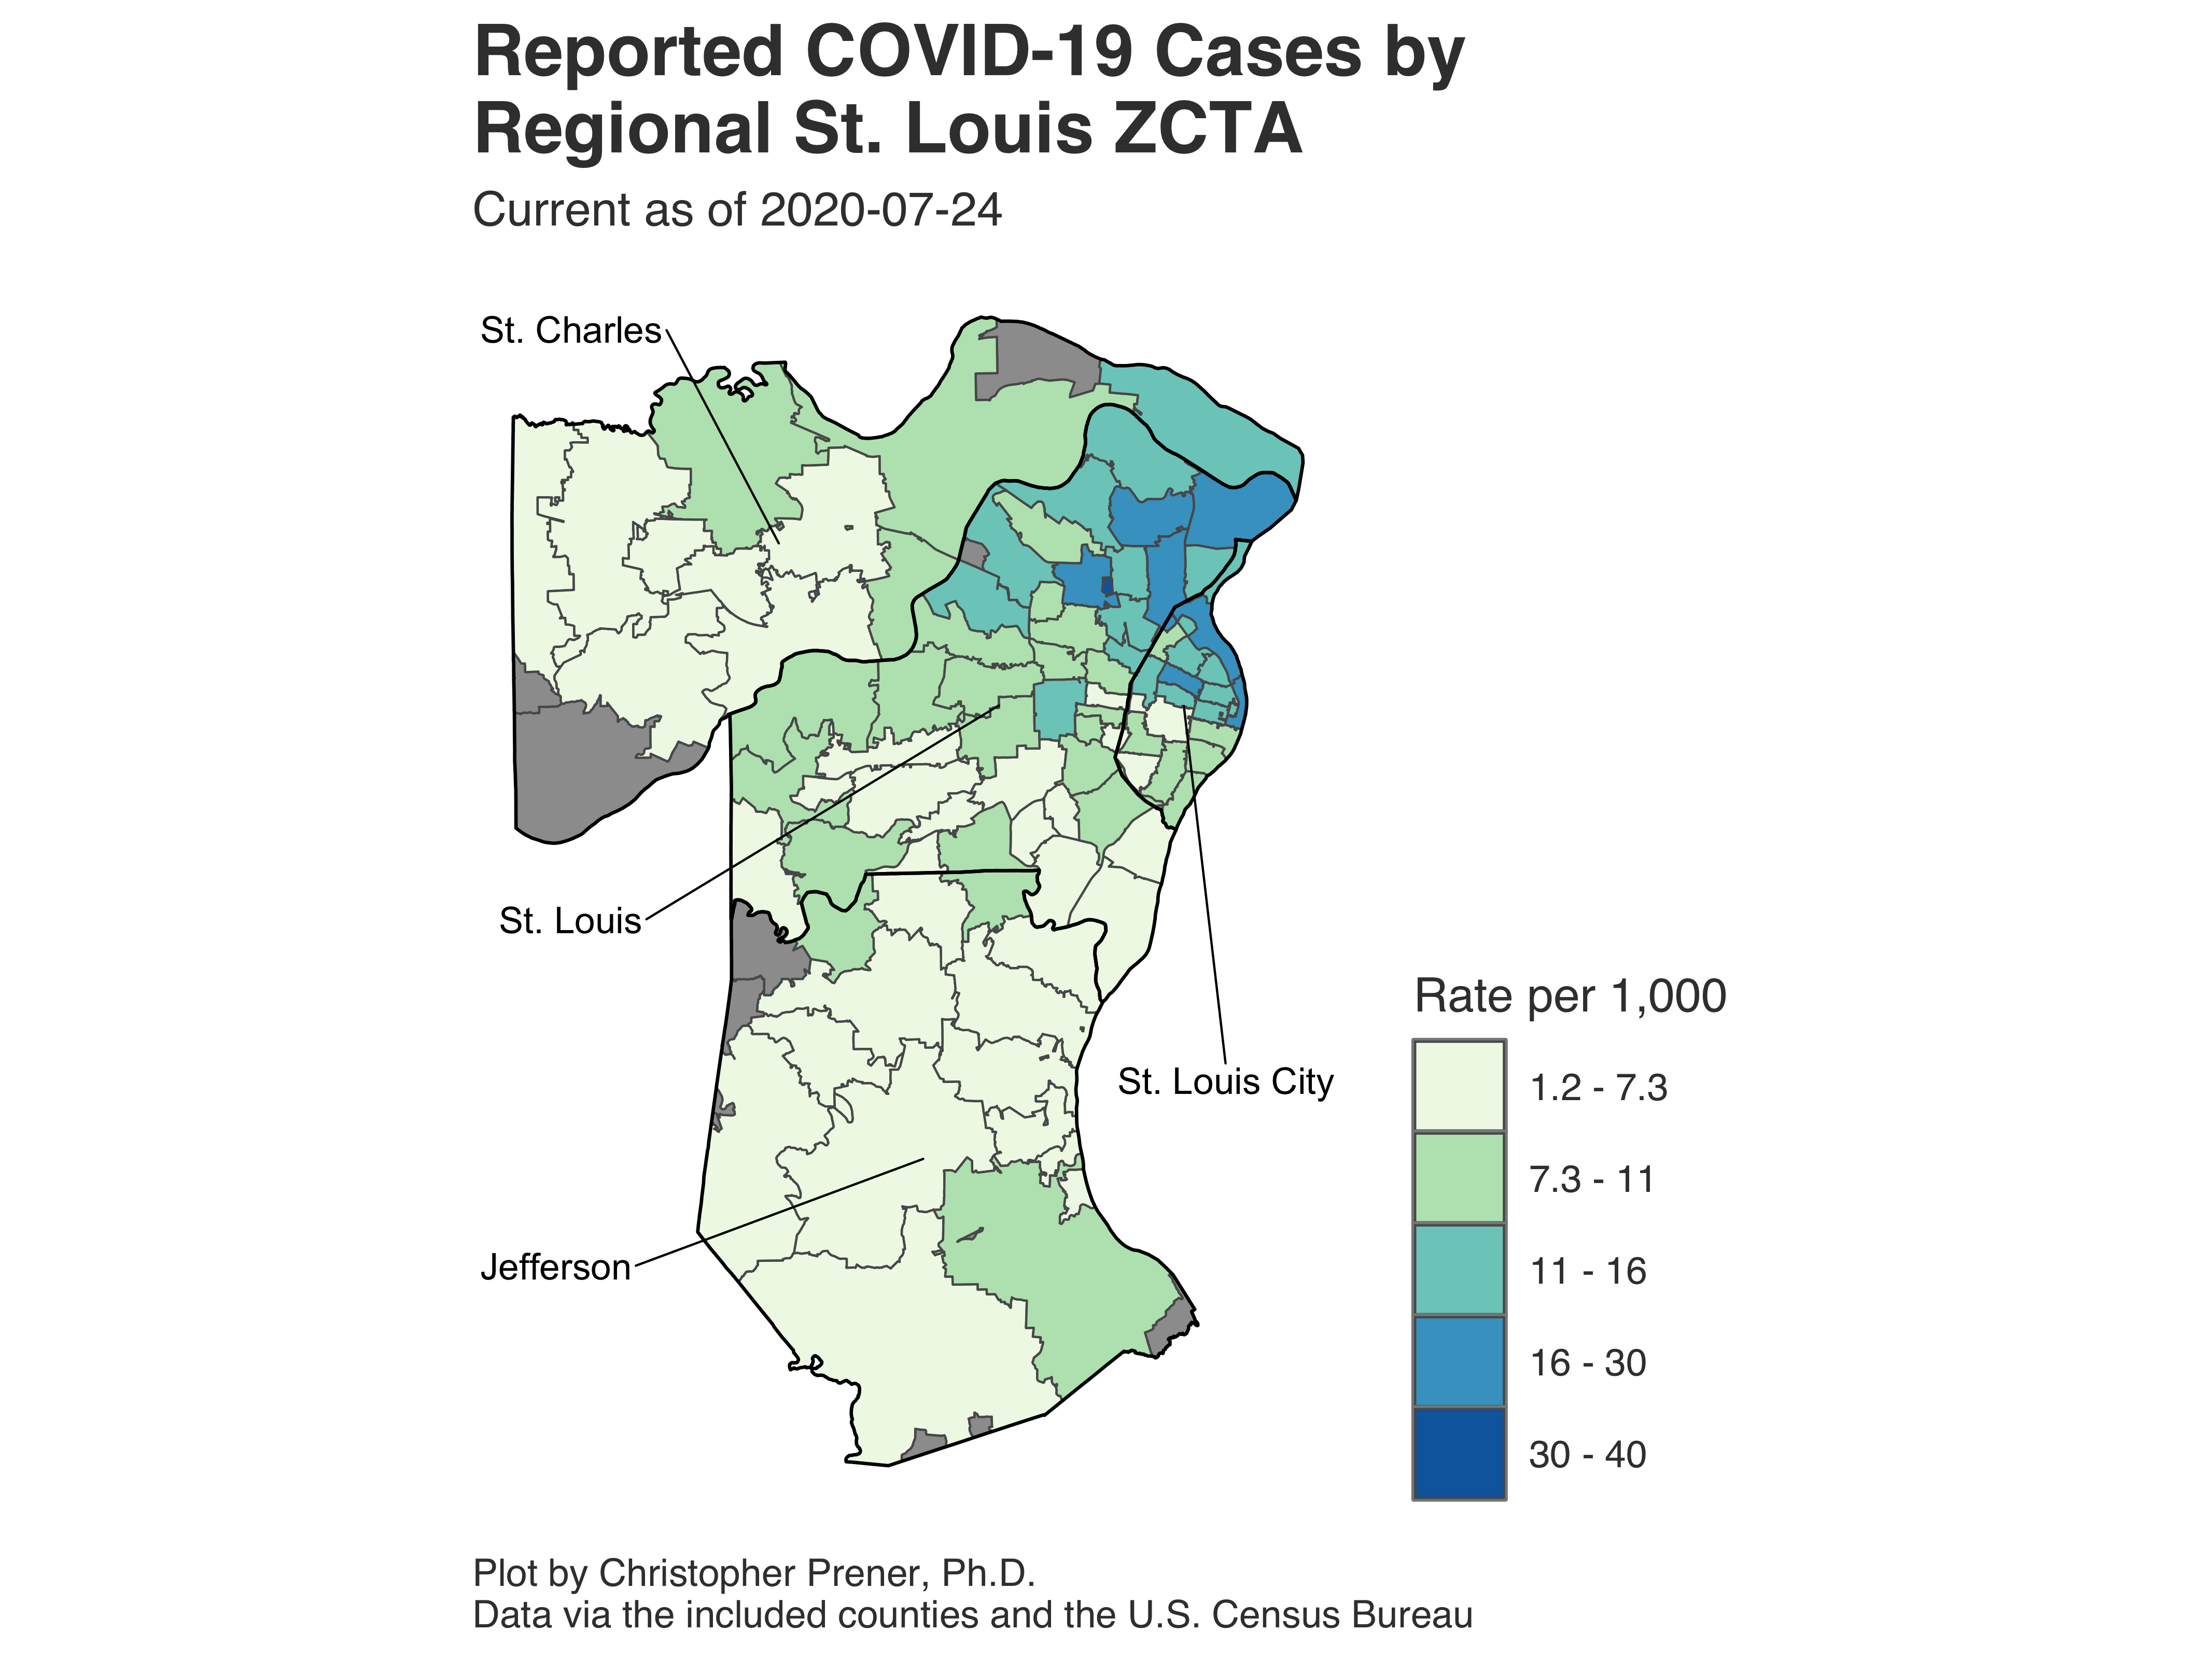 Reported COVID-19 Cases by
Regional St. Louis ZCTA
Current as of 2020-07-24
St. Charles
St. Louis
St. Louis City
Jefferson
Rate per 1,000
1.2 - 7.3
7.3 - 11
11 - 16
16 - 30
30 - 40
Plot by Christopher Prener, Ph.D.
Data via the included counties and the U.S. Census Bureau